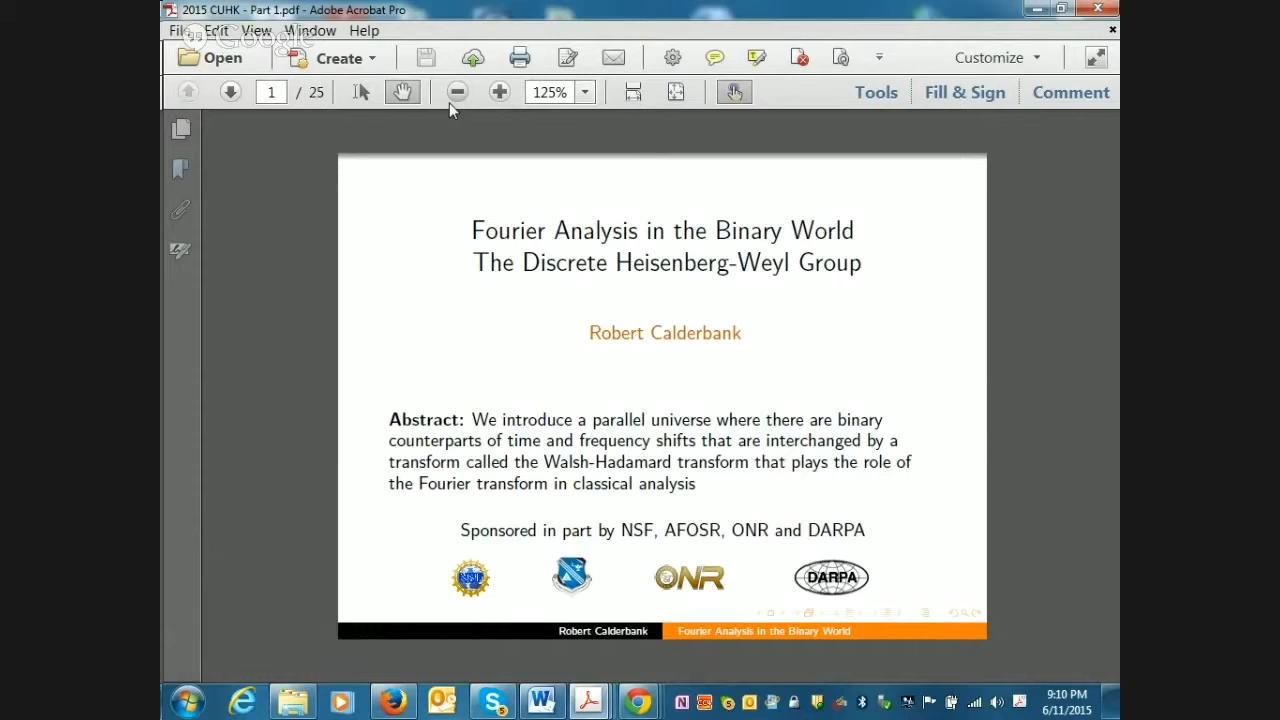 2015 CUHK - Part 1.pdf - Adobe Acrobat Pro
File Edit View Window Help
Google
Open Create Customize
1 / 25 125% Tools Fill & Sign Comment
Fourier Analysis in the Binary World
The Discrete Heisenberg-Weyl Group
Robert Calderbank
Abstract: We introduce a parallel universe where there are binary
counterparts of time and frequency shifts that are interchanged by a
transform called the Walsh-Hadamard transform that plays the role of
the Fourier transform in classical analysis
Sponsored in part by NSF, AFOSR, ONR and DARPA
NSF ONR DARPA
Robert Calderbank Fourier Analysis in the Binary World
9:10 PM
6/11/2015